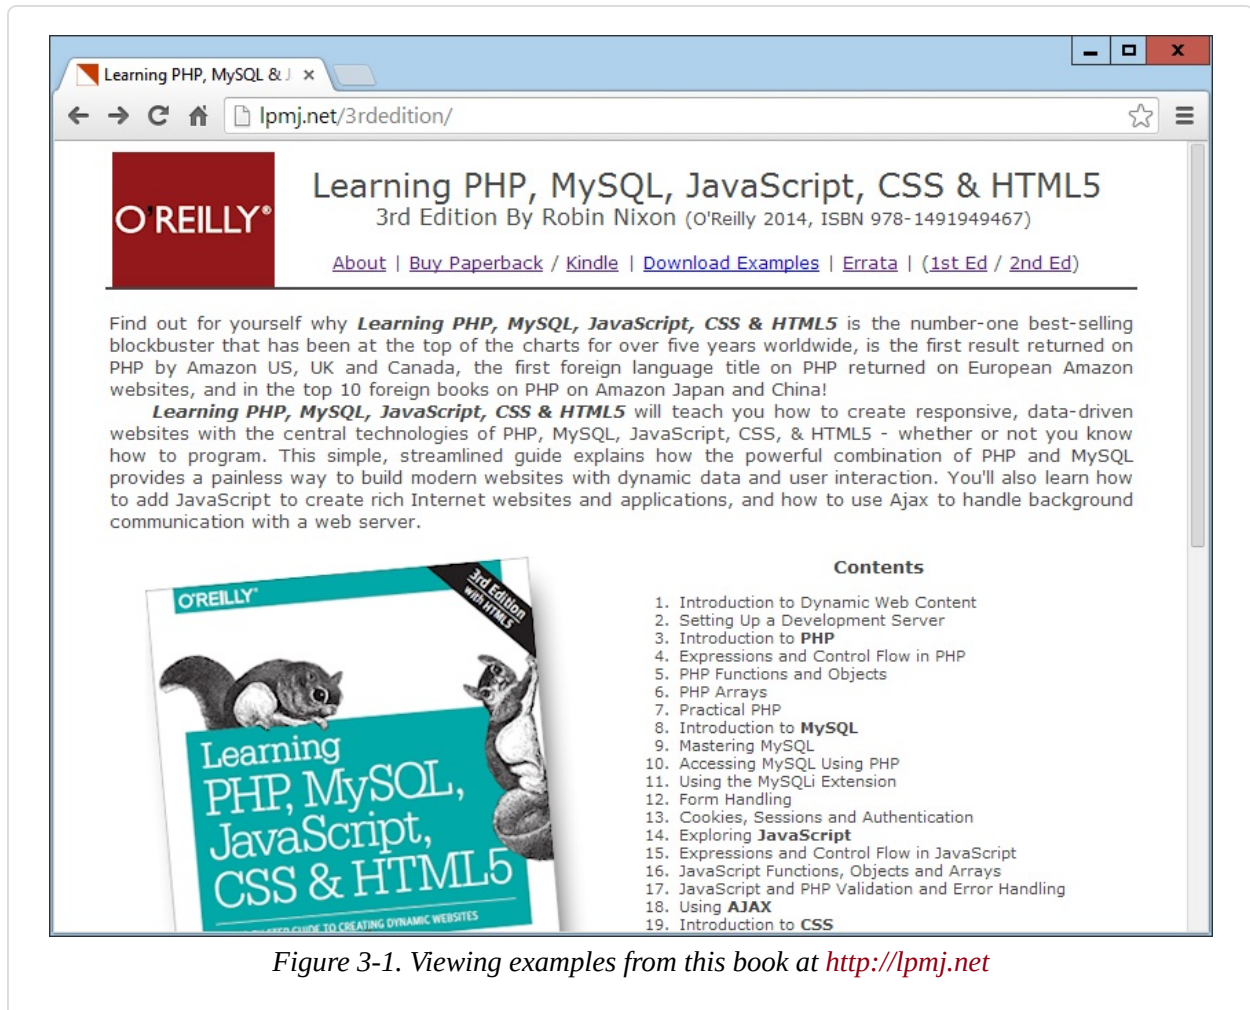 Learning PHP, MySQL & J
lpmj.net/3rdedition/
O'REILLY®
Learning PHP, MySQL, JavaScript, CSS & HTML5
3rd Edition By Robin Nixon (O'Reilly 2014, ISBN 978-1491949467)
About | Buy Paperback / Kindle | Download Examples | Errata | (1st Ed / 2nd Ed)
Find out for yourself why Learning PHP, MySQL, JavaScript, CSS & HTML5 is the number-one best-selling
blockbuster that has been at the top of the charts for over five years worldwide, is the first result returned on
PHP by Amazon US, UK and Canada, the first foreign language title on PHP returned on European Amazon
websites, and in the top 10 foreign books on PHP on Amazon Japan and China!
Learning PHP, MySQL, JavaScript, CSS & HTML5 will teach you how to create responsive, data-driven
websites with the central technologies of PHP, MySQL, JavaScript, CSS, & HTML5 - whether or not you know
how to program. This simple, streamlined guide explains how the powerful combination of PHP and MySQL
provides a painless way to build modern websites with dynamic data and user interaction. You'll also learn how
to add JavaScript to create rich Internet websites and applications, and how to use Ajax to handle background
communication with a web server.
O'REILLY®
3rd Edition
with HTML5
Learning
PHP, MySQL,
JavaScript,
CSS & HTML5
GUIDE TO CREATING DYNAMIC WEBSITES
Contents
1. Introduction to Dynamic Web Content
2. Setting Up a Development Server
3. Introduction to PHP
4. Expressions and Control Flow in PHP
5. PHP Functions and Objects
6. PHP Arrays
7. Practical PHP
8. Introduction to MySQL
9. Mastering MySQL
10. Accessing MySQL Using PHP
11. Using the MySQLi Extension
12. Form Handling
13. Cookies, Sessions and Authentication
14. Exploring JavaScript
15. Expressions and Control Flow in JavaScript
16. JavaScript Functions, Objects and Arrays
17. JavaScript and PHP Validation and Error Handling
18. Using AJAX
19. Introduction to CSS
Figure 3-1. Viewing examples from this book at http://lpmj.net